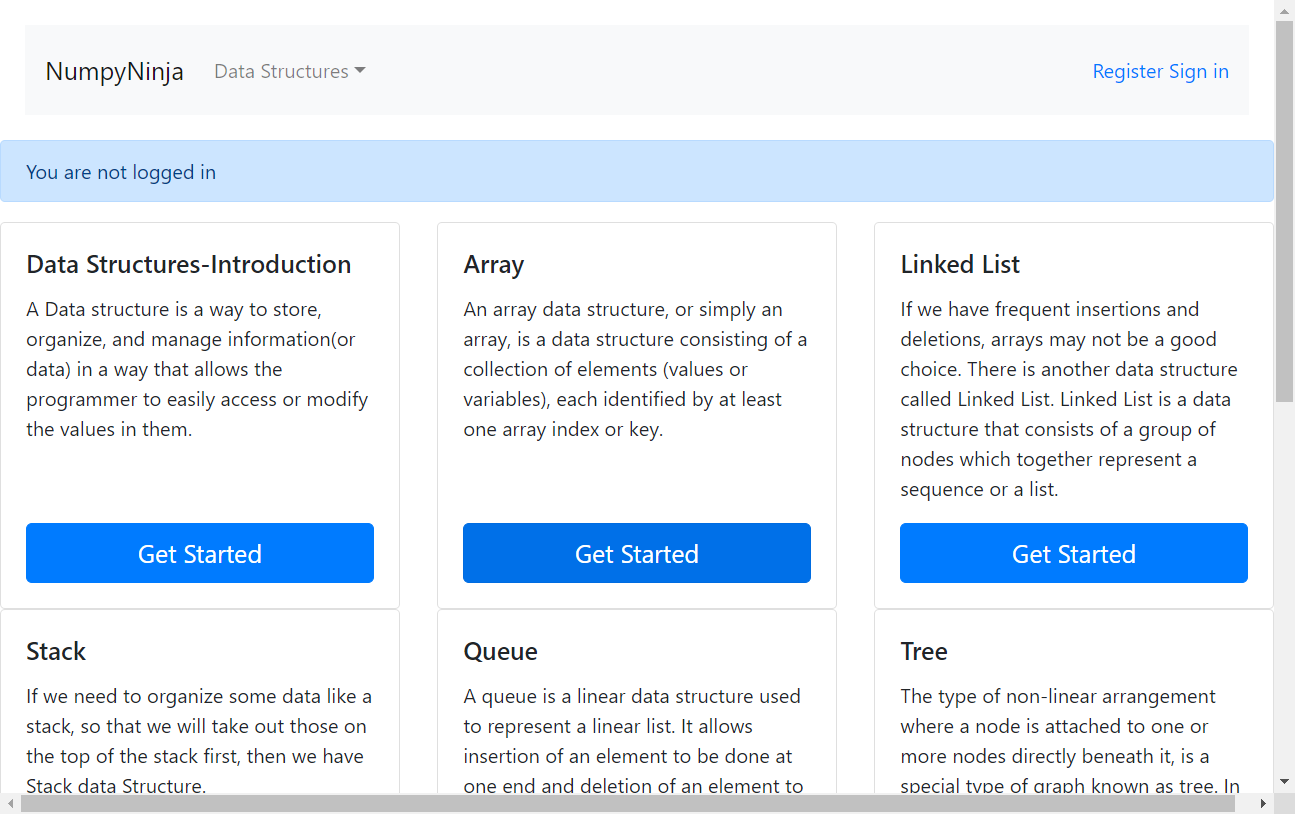 NumpyNinja Data Structures Register Sign in
You are not logged in
Data Structures-Introduction
A Data structure is a way to store,
organize, and manage information(or
data) in a way that allows the
programmer to easily access or modify
the values in them.
Get Started
Array
An array data structure, or simply an
array, is a data structure consisting of a
collection of elements (values or
variables), each identified by at least
one array index or key.
Get Started
Linked List
If we have frequent insertions and
deletions, arrays may not be a good
choice. There is another data structure
called Linked List. Linked List is a data
structure that consists of a group of
nodes which together represent a
sequence or a list.
Get Started
Stack
If we need to organize some data like a
stack, so that we will take out those on
the top of the stack first, then we have
Stack data Structure.
Queue
A queue is a linear data structure used
to represent a linear list. It allows
insertion of an element to be done at
one end and deletion of an element to
Tree
The type of non-linear arrangement
where a node is attached to one or
more nodes directly beneath it, is a
special type of graph known as tree. In